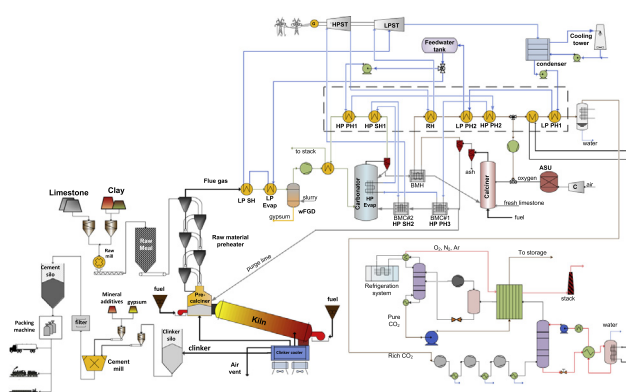 G
HPST
LPST
Feedwater
tank
Cooling
tower
condenser
HP PH1
HP SH1
RH
LP PH2
HP PH2
LP PH1
water
to stack
Flue gas
LP SH
LP
Evap
slurry
wFGD
gypsum
Carbonator
HP
Evap
BMH
ash
Calciner
oxygen
ASU
C
air
fresh limestone
fuel
BMC#2
HP SH2
BMC#1
HP PH3
Limestone
Clay
Raw
mill
Raw
Meal
Raw material
preheater
purge lime
Cement
silo
Mineral
additives
gypsum
fuel
Pre-
calciner
Kiln
fuel
Packing
machine
filter
Cement
mill
Clinker
silo
clinker
Clinker cooler
Air
vent
O₂, N₂, Ar
To storage
Refrigeration
system
stack
Pure
CO₂
Rich CO₂
water